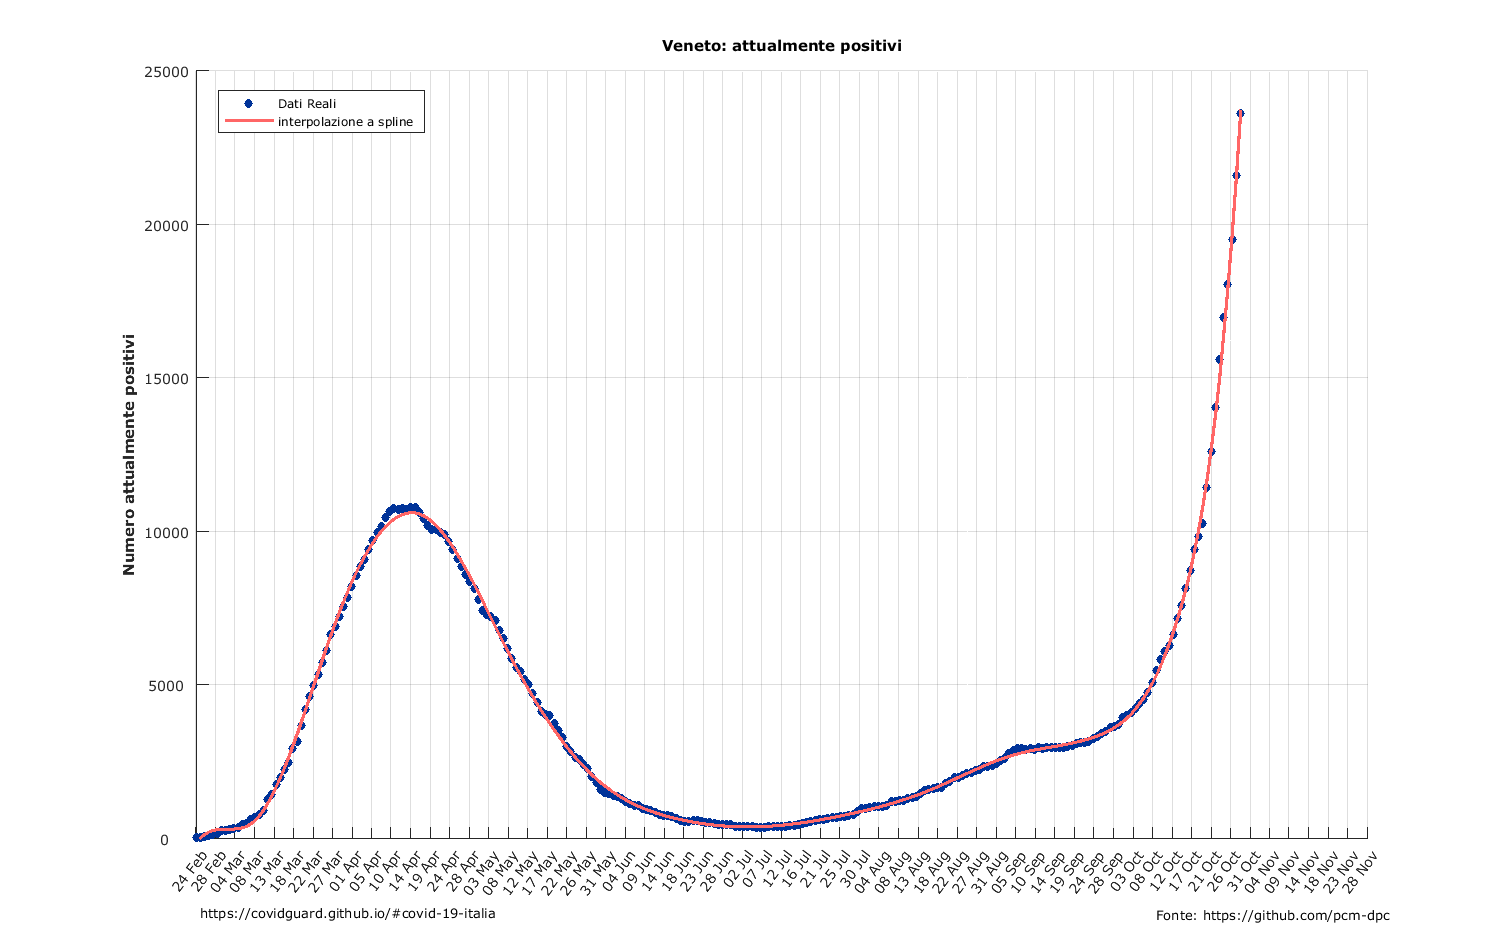 Veneto: attualmente positivi
Dati Reali
interpolazione a spline
Numero attualmente positivi
25000
20000
15000
10000
5000
0
24 Feb
28 Feb
04 Mar
08 Mar
13 Mar
18 Mar
22 Mar
27 Mar
01 Apr
05 Apr
10 Apr
14 Apr
19 Apr
24 Apr
28 Apr
03 May
08 May
12 May
17 May
22 May
26 May
31 May
04 Jun
09 Jun
14 Jun
18 Jun
23 Jun
28 Jun
02 Jul
07 Jul
12 Jul
16 Jul
21 Jul
25 Jul
30 Jul
04 Aug
08 Aug
13 Aug
18 Aug
22 Aug
27 Aug
31 Aug
05 Sep
10 Sep
14 Sep
19 Sep
24 Sep
28 Sep
03 Oct
08 Oct
12 Oct
17 Oct
21 Oct
26 Oct
31 Oct
04 Nov
09 Nov
14 Nov
18 Nov
23 Nov
28 Nov
https://covidguard.github.io/#covid-19-italia
Fonte: https://github.com/pcm-dpc